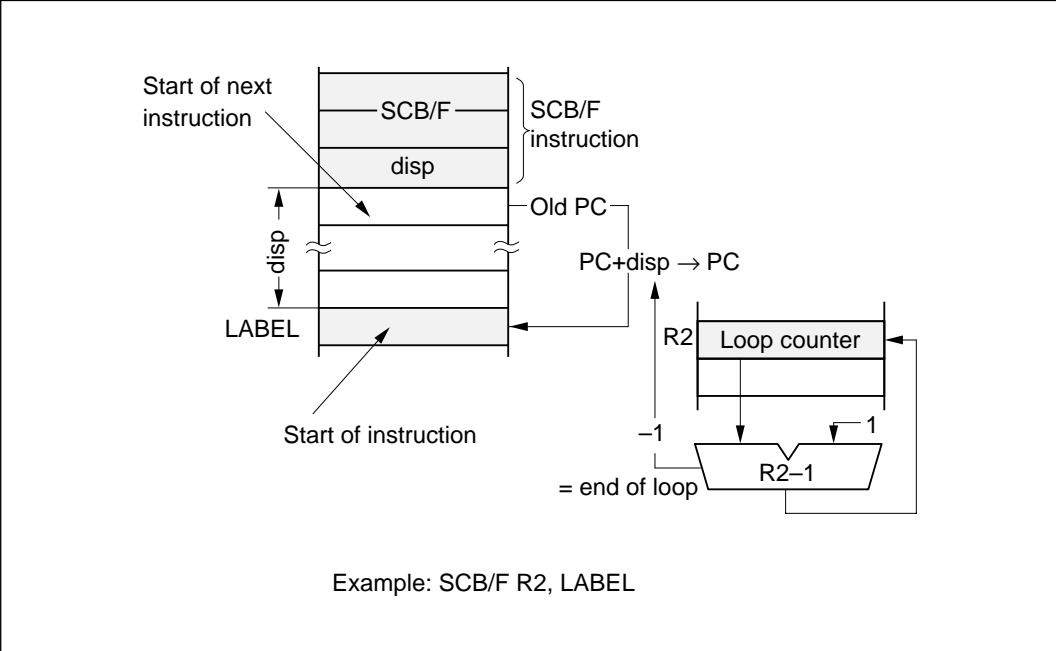 Start of next
instruction
SCB/F
SCB/F
instruction
disp
Old PC
disp
PC+disp → PC
LABEL
R2
Loop counter
Start of instruction
–1
1
R2–1
= end of loop
Example: SCB/F R2, LABEL